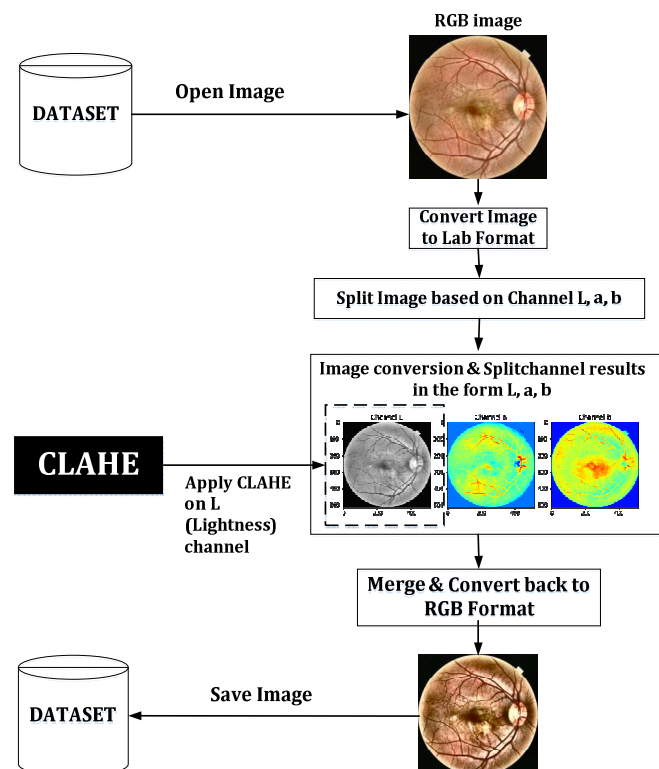 RGB image
DATASET
Open Image
Convert Image
to Lab Format
Split Image based on Channel L, a, b
Image conversion & Splitchannel results
in the form L, a, b
Channel L
Channel b
CLAHE
Apply CLAHE
on L
(Lightness)
channel
Merge & Convert back to
RGB Format
Save Image
DATASET